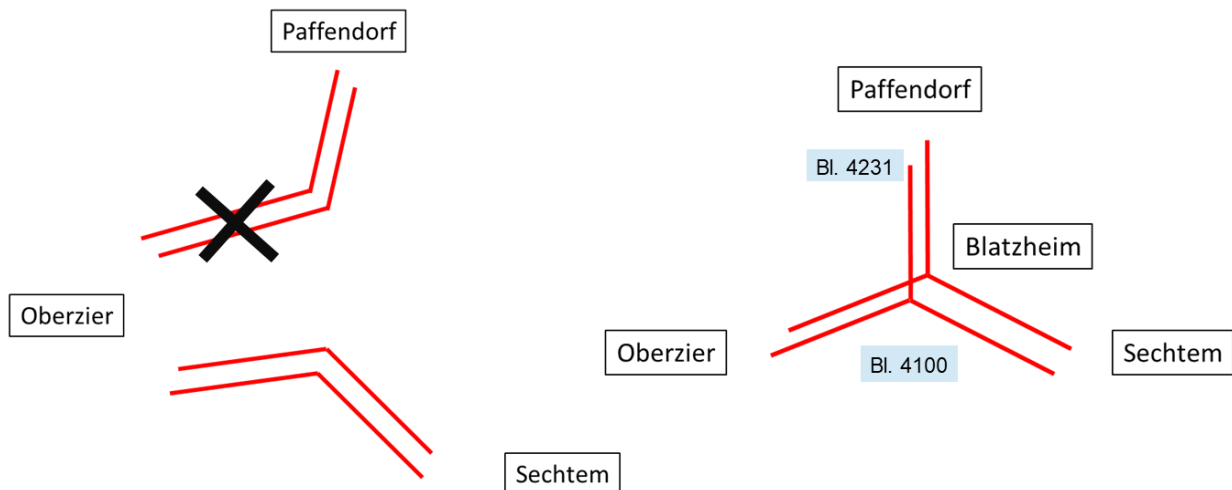 Paffendorf
Oberzier
Sechtem
Paffendorf
Bl. 4231
Blatzheim
Oberzier
Bl. 4100
Sechtem